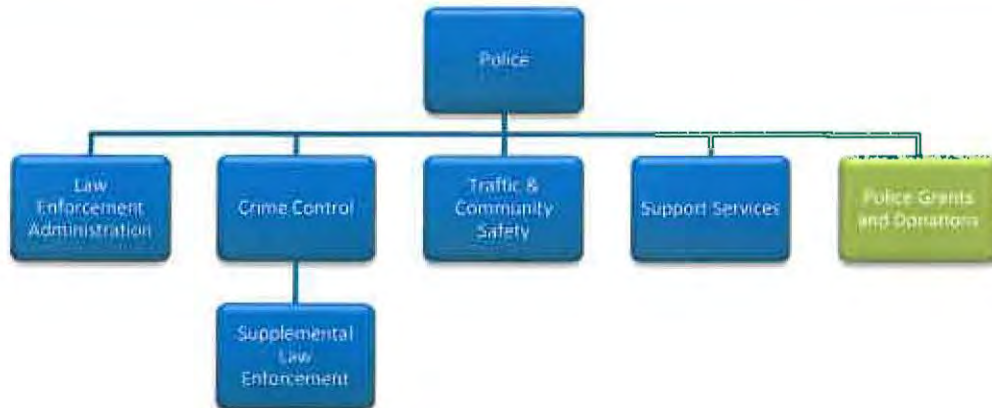 Police
Law
Enforcement
Administration
Crime Control
Traffic &
Community
Safety
Support Services
Police Grants
and Donations
Supplemental
Law
Enforcement